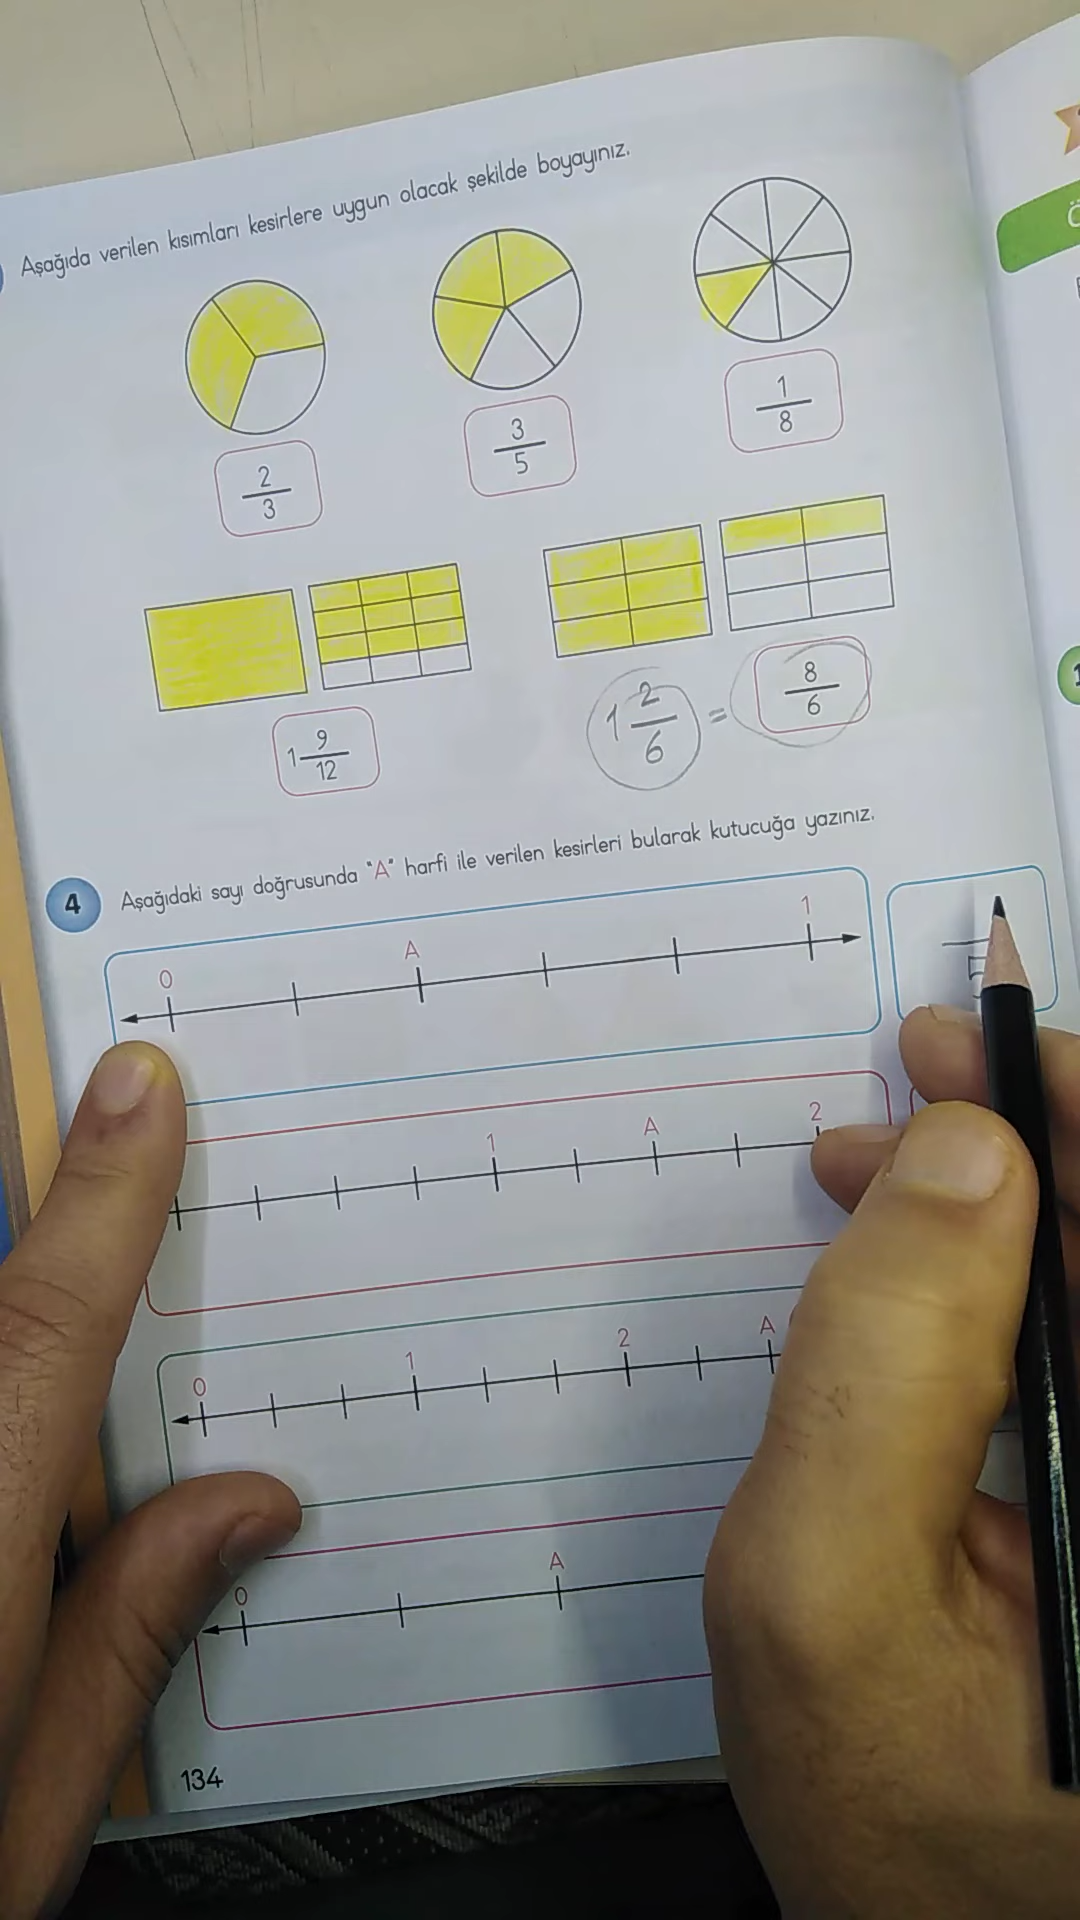 Aşağıda verilen kısımları kesirlere uygun olacak şekilde boyayınız.
2/3
3/5
1/8
1 9/12
1 2/6 = 8/6
4 Aşağıdaki sayı doğrusunda "A" harfi ile verilen kesirleri bularak kutucuğa yazınız.
0 A 1
5
1 A 2
0 1 2 A
0 A
134